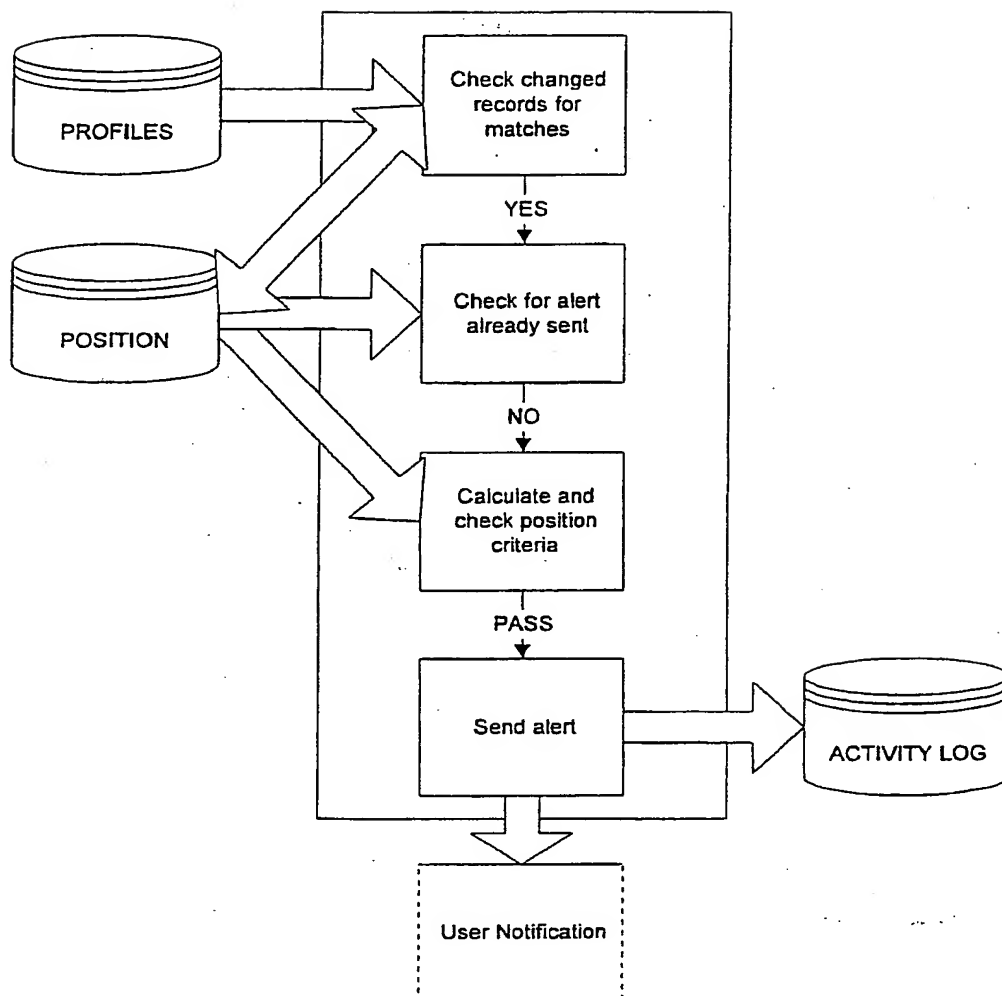 PROFILES
Check changed
records for
matches
YES
POSITION
Check for alert
already sent
NO
Calculate and
check position
criteria
PASS
Send alert
ACTIVITY LOG
User Notification